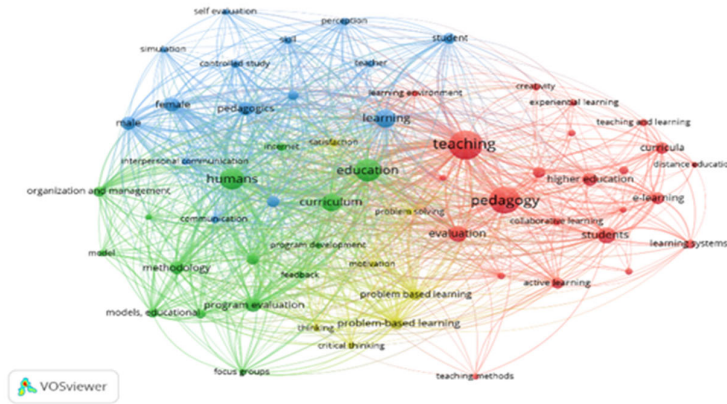 self evaluation
perception
skill
student
simulation
controlled study
teacher
learning environment
creativity
experiential learning
female
pedagogics
male
learning
teaching and learning
teaching
curricula
internet
satisfaction
interpersonal communication
distance education
education
humans
higher education
organization and management
e-learning
curriculum
pedagogy
problem solving
communication
collaborative learning
evaluation
students
learning systems
program development
model
methodology
motivation
feedback
active learning
problem based learning
program evaluation
models, educational
thinking
problem-based learning
critical thinking
focus groups
teaching methods
VOSviewer